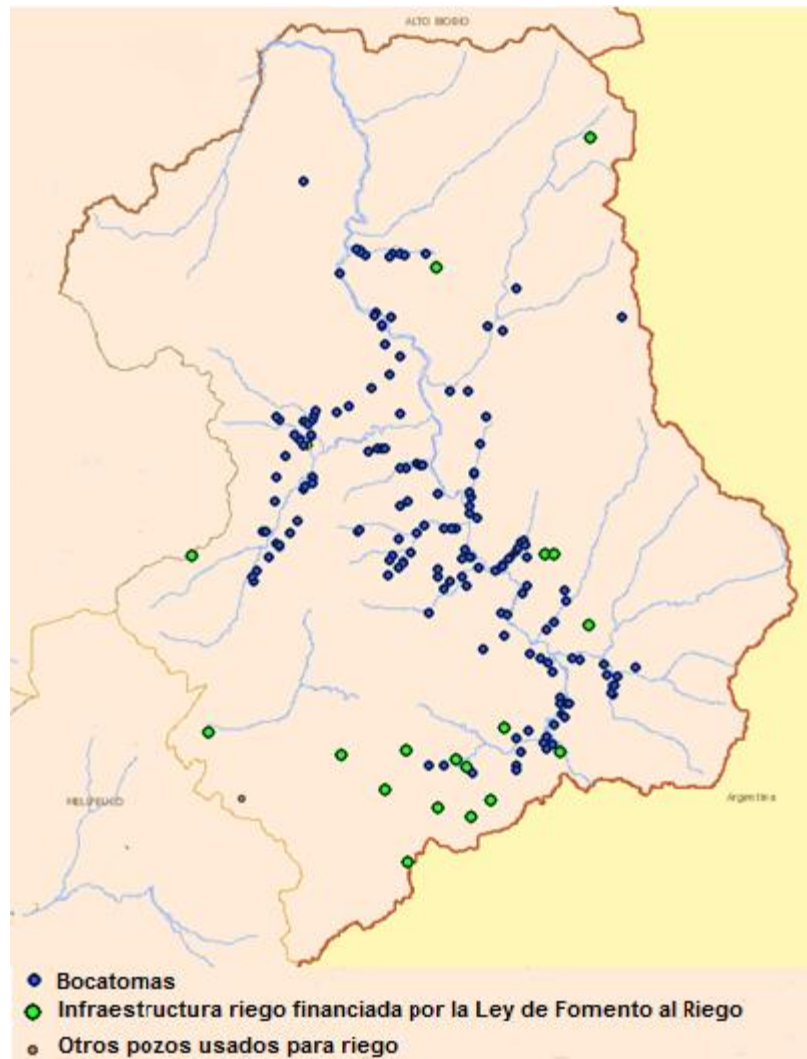 ALTO BIOBIO
MELIPEUCO
Argentina
Bocatomas
Infraestructura riego financiada por la Ley de Fomento al Riego
Otros pozos usados para riego